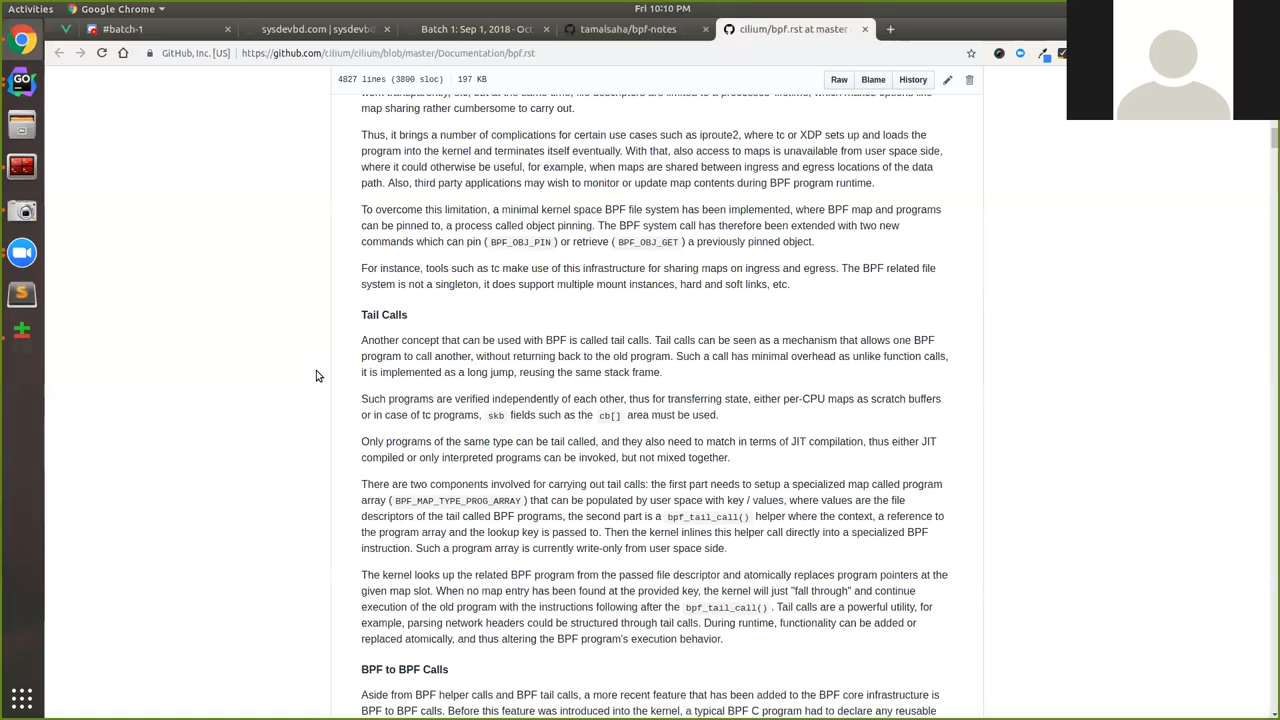 Activities
Google Chrome
Fri 10:10 PM
#batch-1
sysdevbd.com | sysdevbd.c
Batch 1: Sep 1, 2018 - Oct
tamalsaha/bpf-notes
cilium/bpf.rst at master
GitHub, Inc. [US]
https://github.com/cilium/cilium/blob/master/Documentation/bpf.rst
4827 lines (3800 sloc)
197 KB
Raw
Blame
History
map sharing rather cumbersome to carry out.
Thus, it brings a number of complications for certain use cases such as iproute2, where tc or XDP sets up and loads the
program into the kernel and terminates itself eventually. With that, also access to maps is unavailable from user space side,
where it could otherwise be useful, for example, when maps are shared between ingress and egress locations of the data
path. Also, third party applications may wish to monitor or update map contents during BPF program runtime.
To overcome this limitation, a minimal kernel space BPF file system has been implemented, where BPF map and programs
can be pinned to, a process called object pinning. The BPF system call has therefore been extended with two new
commands which can pin ( BPF_OBJ_PIN ) or retrieve ( BPF_OBJ_GET ) a previously pinned object.
For instance, tools such as tc make use of this infrastructure for sharing maps on ingress and egress. The BPF related file
system is not a singleton, it does support multiple mount instances, hard and soft links, etc.
Tail Calls
Another concept that can be used with BPF is called tail calls. Tail calls can be seen as a mechanism that allows one BPF
program to call another, without returning back to the old program. Such a call has minimal overhead as unlike function calls,
it is implemented as a long jump, reusing the same stack frame.
Such programs are verified independently of each other, thus for transferring state, either per-CPU maps as scratch buffers
or in case of tc programs, skb fields such as the cb[] area must be used.
Only programs of the same type can be tail called, and they also need to match in terms of JIT compilation, thus either JIT
compiled or only interpreted programs can be invoked, but not mixed together.
There are two components involved for carrying out tail calls: the first part needs to setup a specialized map called program
array ( BPF_MAP_TYPE_PROG_ARRAY ) that can be populated by user space with key / values, where values are the file
descriptors of the tail called BPF programs, the second part is a bpf_tail_call() helper where the context, a reference to
the program array and the lookup key is passed to. Then the kernel inlines this helper call directly into a specialized BPF
instruction. Such a program array is currently write-only from user space side.
The kernel looks up the related BPF program from the passed file descriptor and atomically replaces program pointers at the
given map slot. When no map entry has been found at the provided key, the kernel will just "fall through" and continue
execution of the old program with the instructions following after the bpf_tail_call() . Tail calls are a powerful utility, for
example, parsing network headers could be structured through tail calls. During runtime, functionality can be added or
replaced atomically, and thus altering the BPF program's execution behavior.
BPF to BPF Calls
Aside from BPF helper calls and BPF tail calls, a more recent feature that has been added to the BPF core infrastructure is
BPF to BPF calls. Before this feature was introduced into the kernel, a typical BPF C program had to declare any reusable